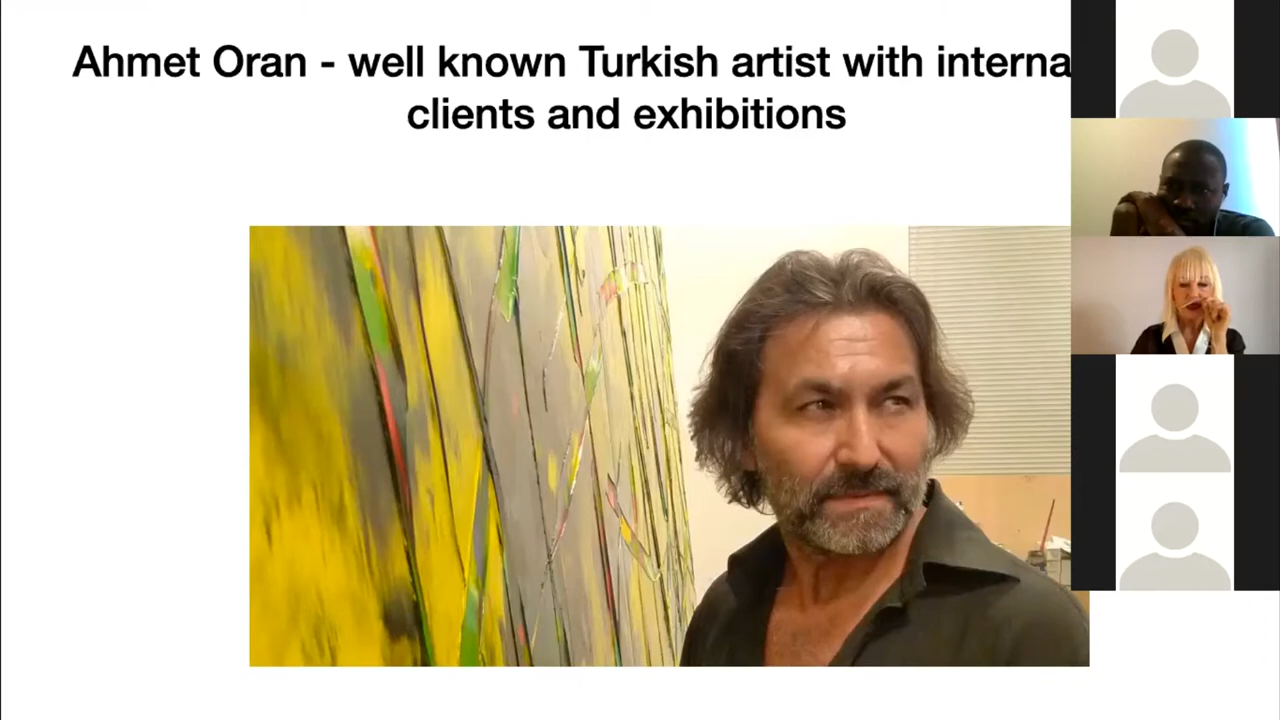 Ahmet Oran - well known Turkish artist with interna
clients and exhibitions